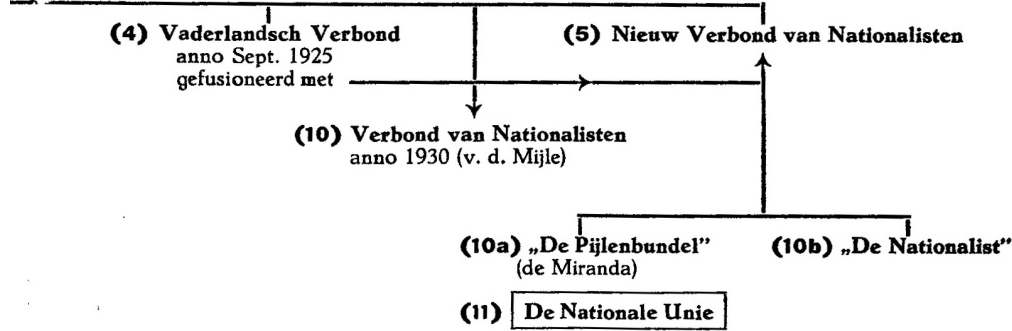 (4) Vaderlandsch Verbond
anno Sept. 1925
gefusioneerd met
(5) Nieuw Verbond van Nationalisten
(10) Verbond van Nationalisten
anno 1930 (v. d. Mijle)
(10a) „De Pijlenbundel”
(de Miranda)
(10b) „De Nationalist”
(11) De Nationale Unie